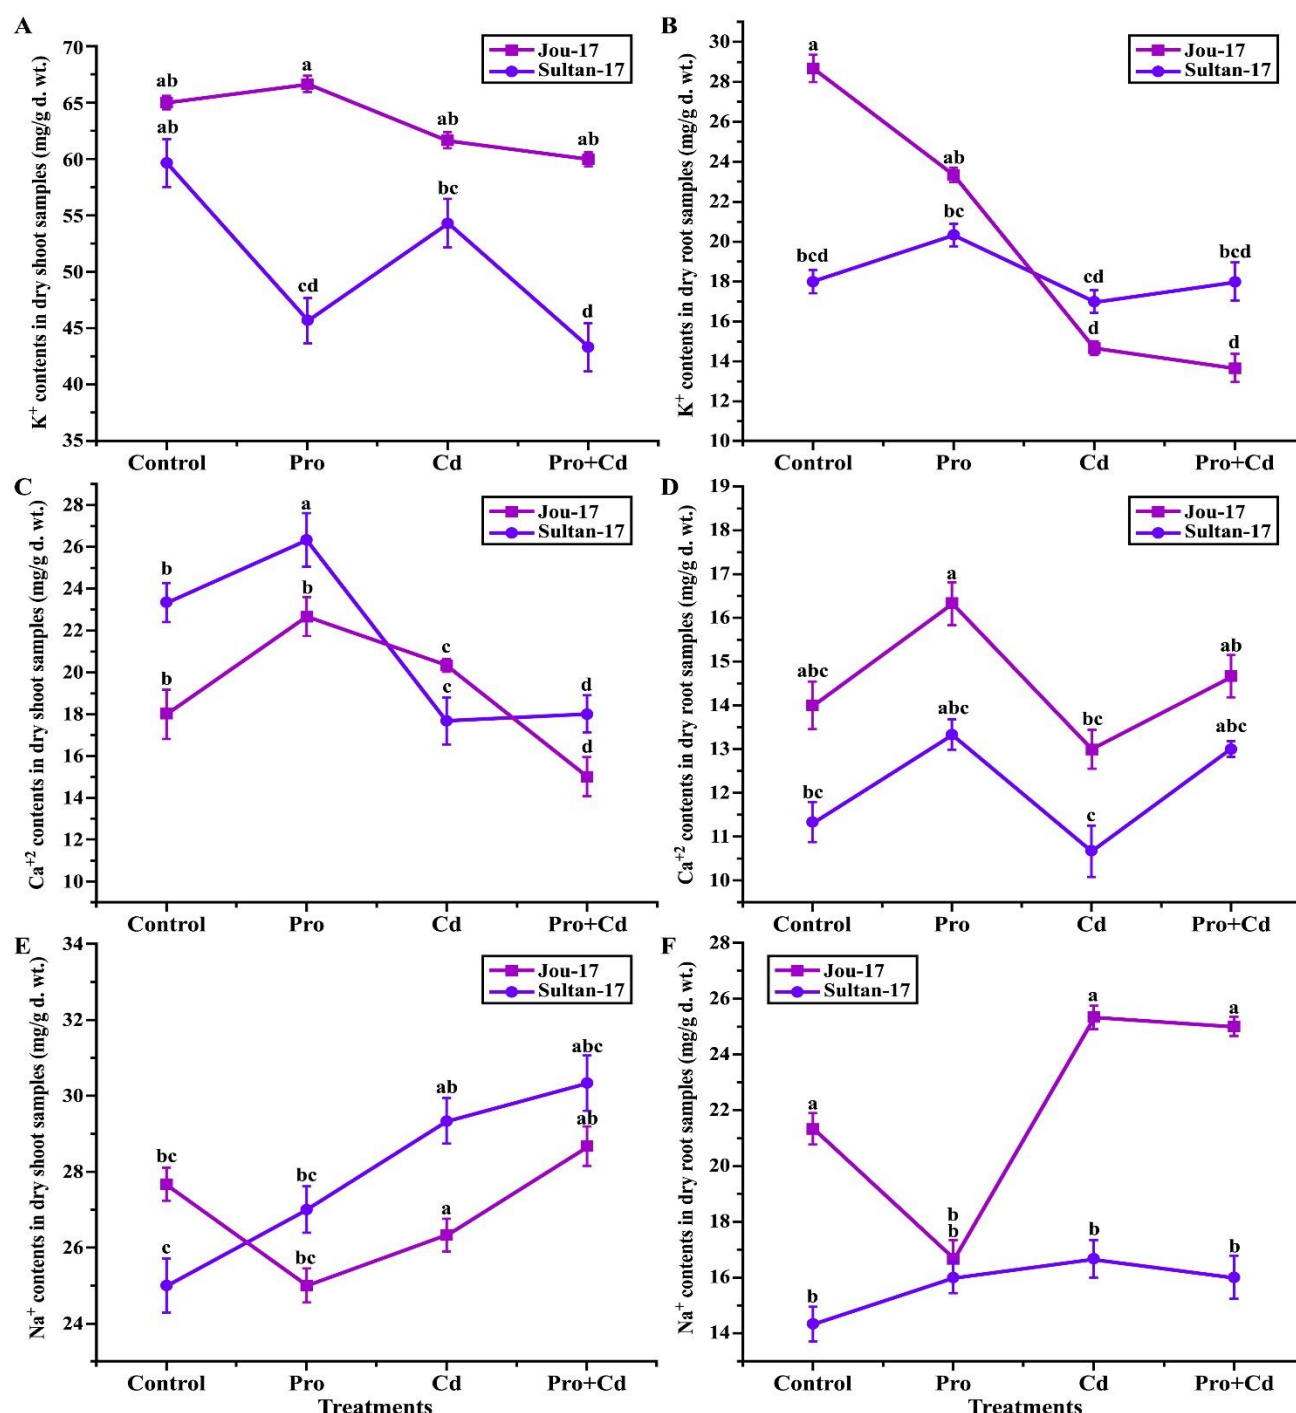 A
K+ contents in dry shoot samples (mg/g d. wt.)
70
65
60
55
50
45
40
35
Jou-17
Sultan-17
ab
a
ab
ab
ab
cd
bc
d
Control Pro Cd Pro+Cd
B
K+ contents in dry root samples (mg/g d. wt.)
30
28
26
24
22
20
18
16
14
12
10
Jou-17
Sultan-17
a
ab
bc
bcd
cd
bcd
d
d
Control Pro Cd Pro+Cd
C
Ca+2 contents in dry shoot samples (mg/g d. wt.)
28
26
24
22
20
18
16
14
12
10
Jou-17
Sultan-17
a
b
b
b
c
c
d
d
Control Pro Cd Pro+Cd
D
Ca+2 contents in dry root samples (mg/g d. wt.)
19
18
17
16
15
14
13
12
11
10
Jou-17
Sultan-17
a
abc
ab
bc
abc
abc
bc
c
Control Pro Cd Pro+Cd
E
Na+ contents in dry shoot samples (mg/g d. wt.)
34
32
30
28
26
24
Jou-17
Sultan-17
abc
ab
ab
bc
bc
a
c
bc
Control Pro Cd Pro+Cd
Treatments
F
Na+ contents in dry root samples (mg/g d. wt.)
28
26
24
22
20
18
16
14
Jou-17
Sultan-17
a
a
a
b
b
b
b
b
Control Pro Cd Pro+Cd
Treatments